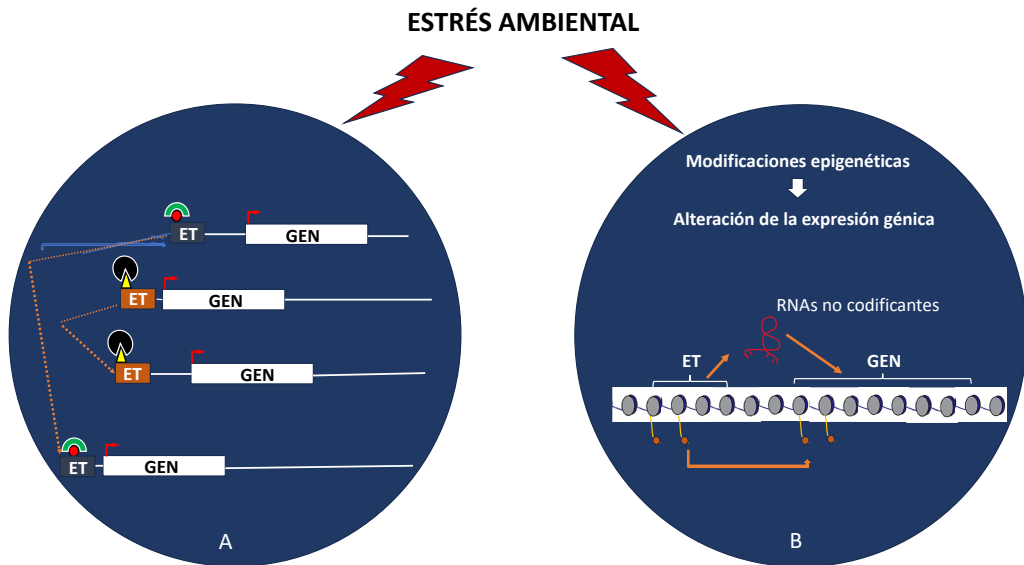 ESTRÉS AMBIENTAL
ET
GEN
ET
GEN
ET
GEN
ET
GEN
A
Modificaciones epigenéticas
Alteración de la expresión génica
RNAs no codificantes
ET
GEN
B